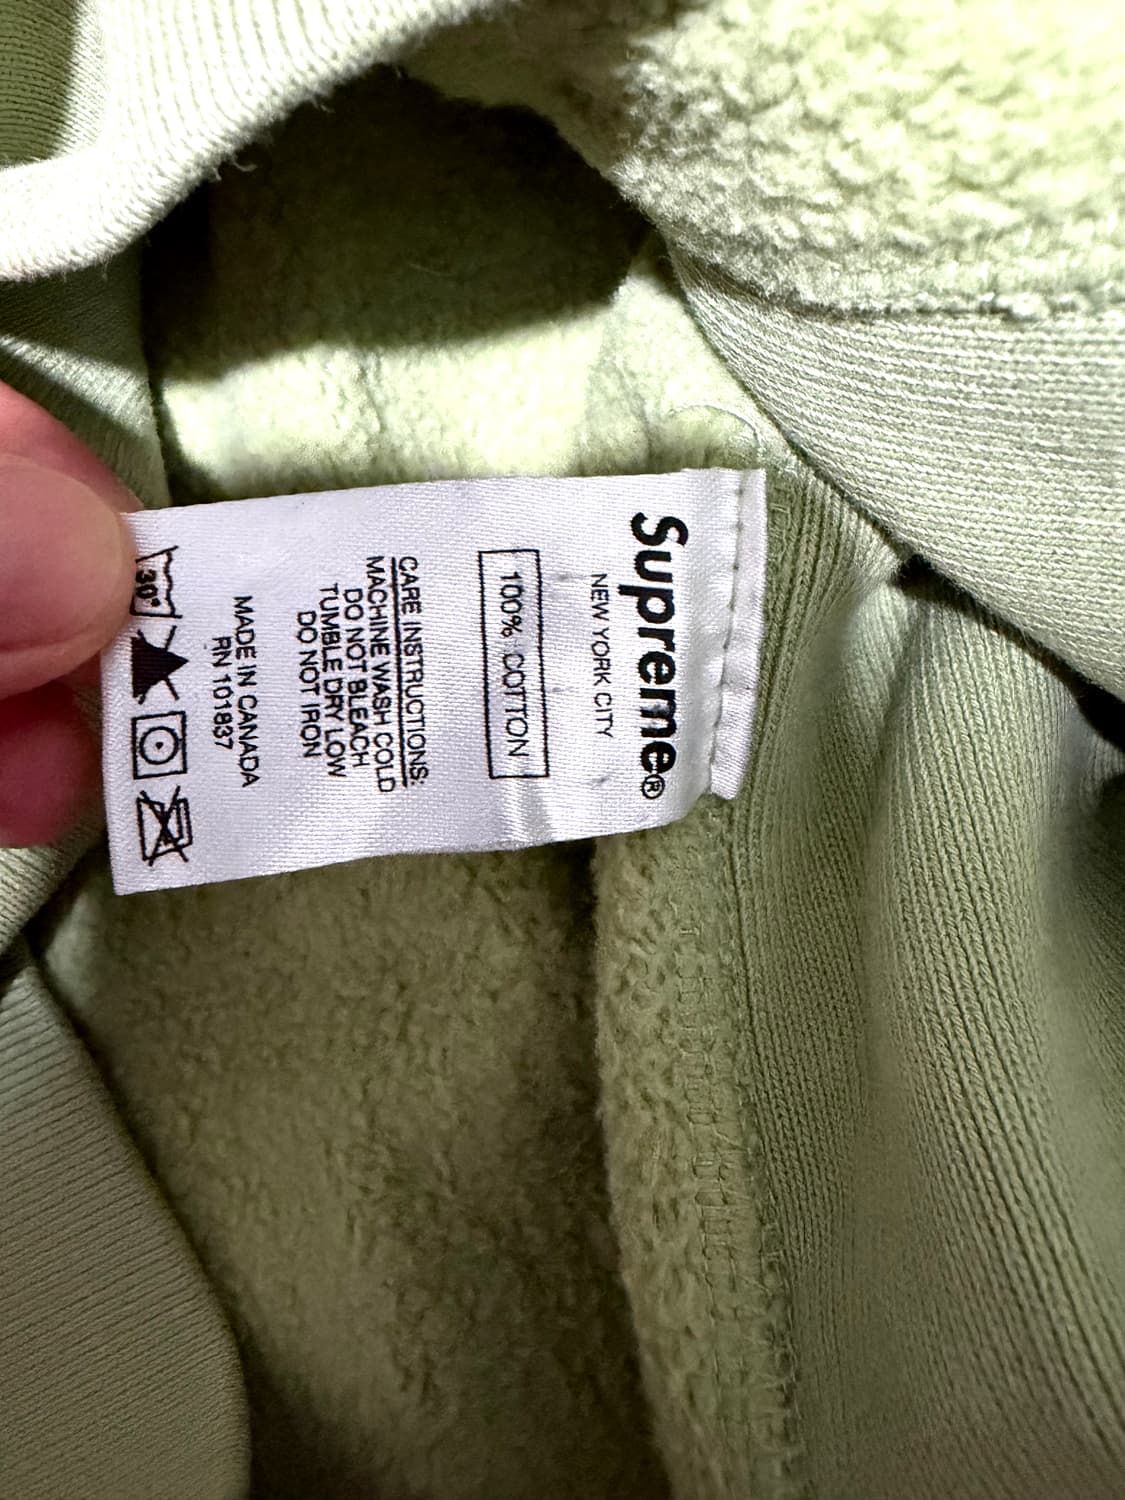 Supreme®
NEW YORK CITY
100% COTTON
CARE INSTRUCTIONS:
MACHINE WASH COLD
DO NOT BLEACH
TUMBLE DRY LOW
DO NOT IRON
MADE IN CANADA
RN 101837
30°